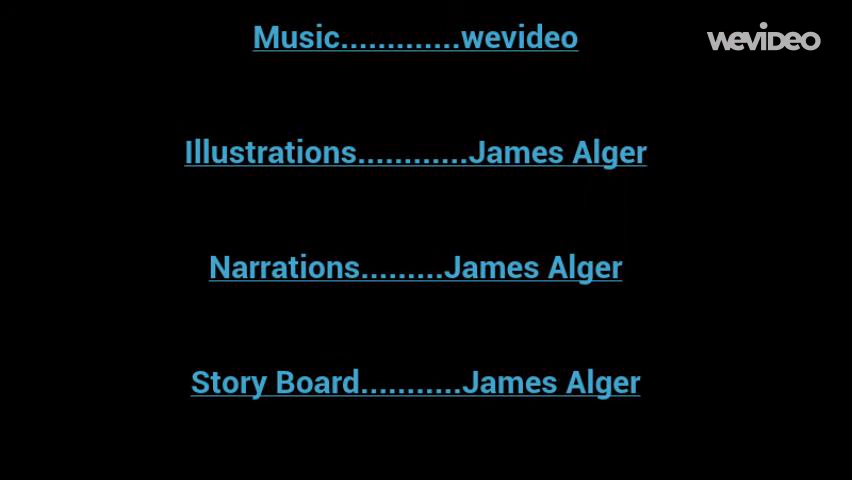 Music.............wevideo
WEVIDEO
Illustrations............James Alger
Narrations.........James Alger
Story Board...........James Alger